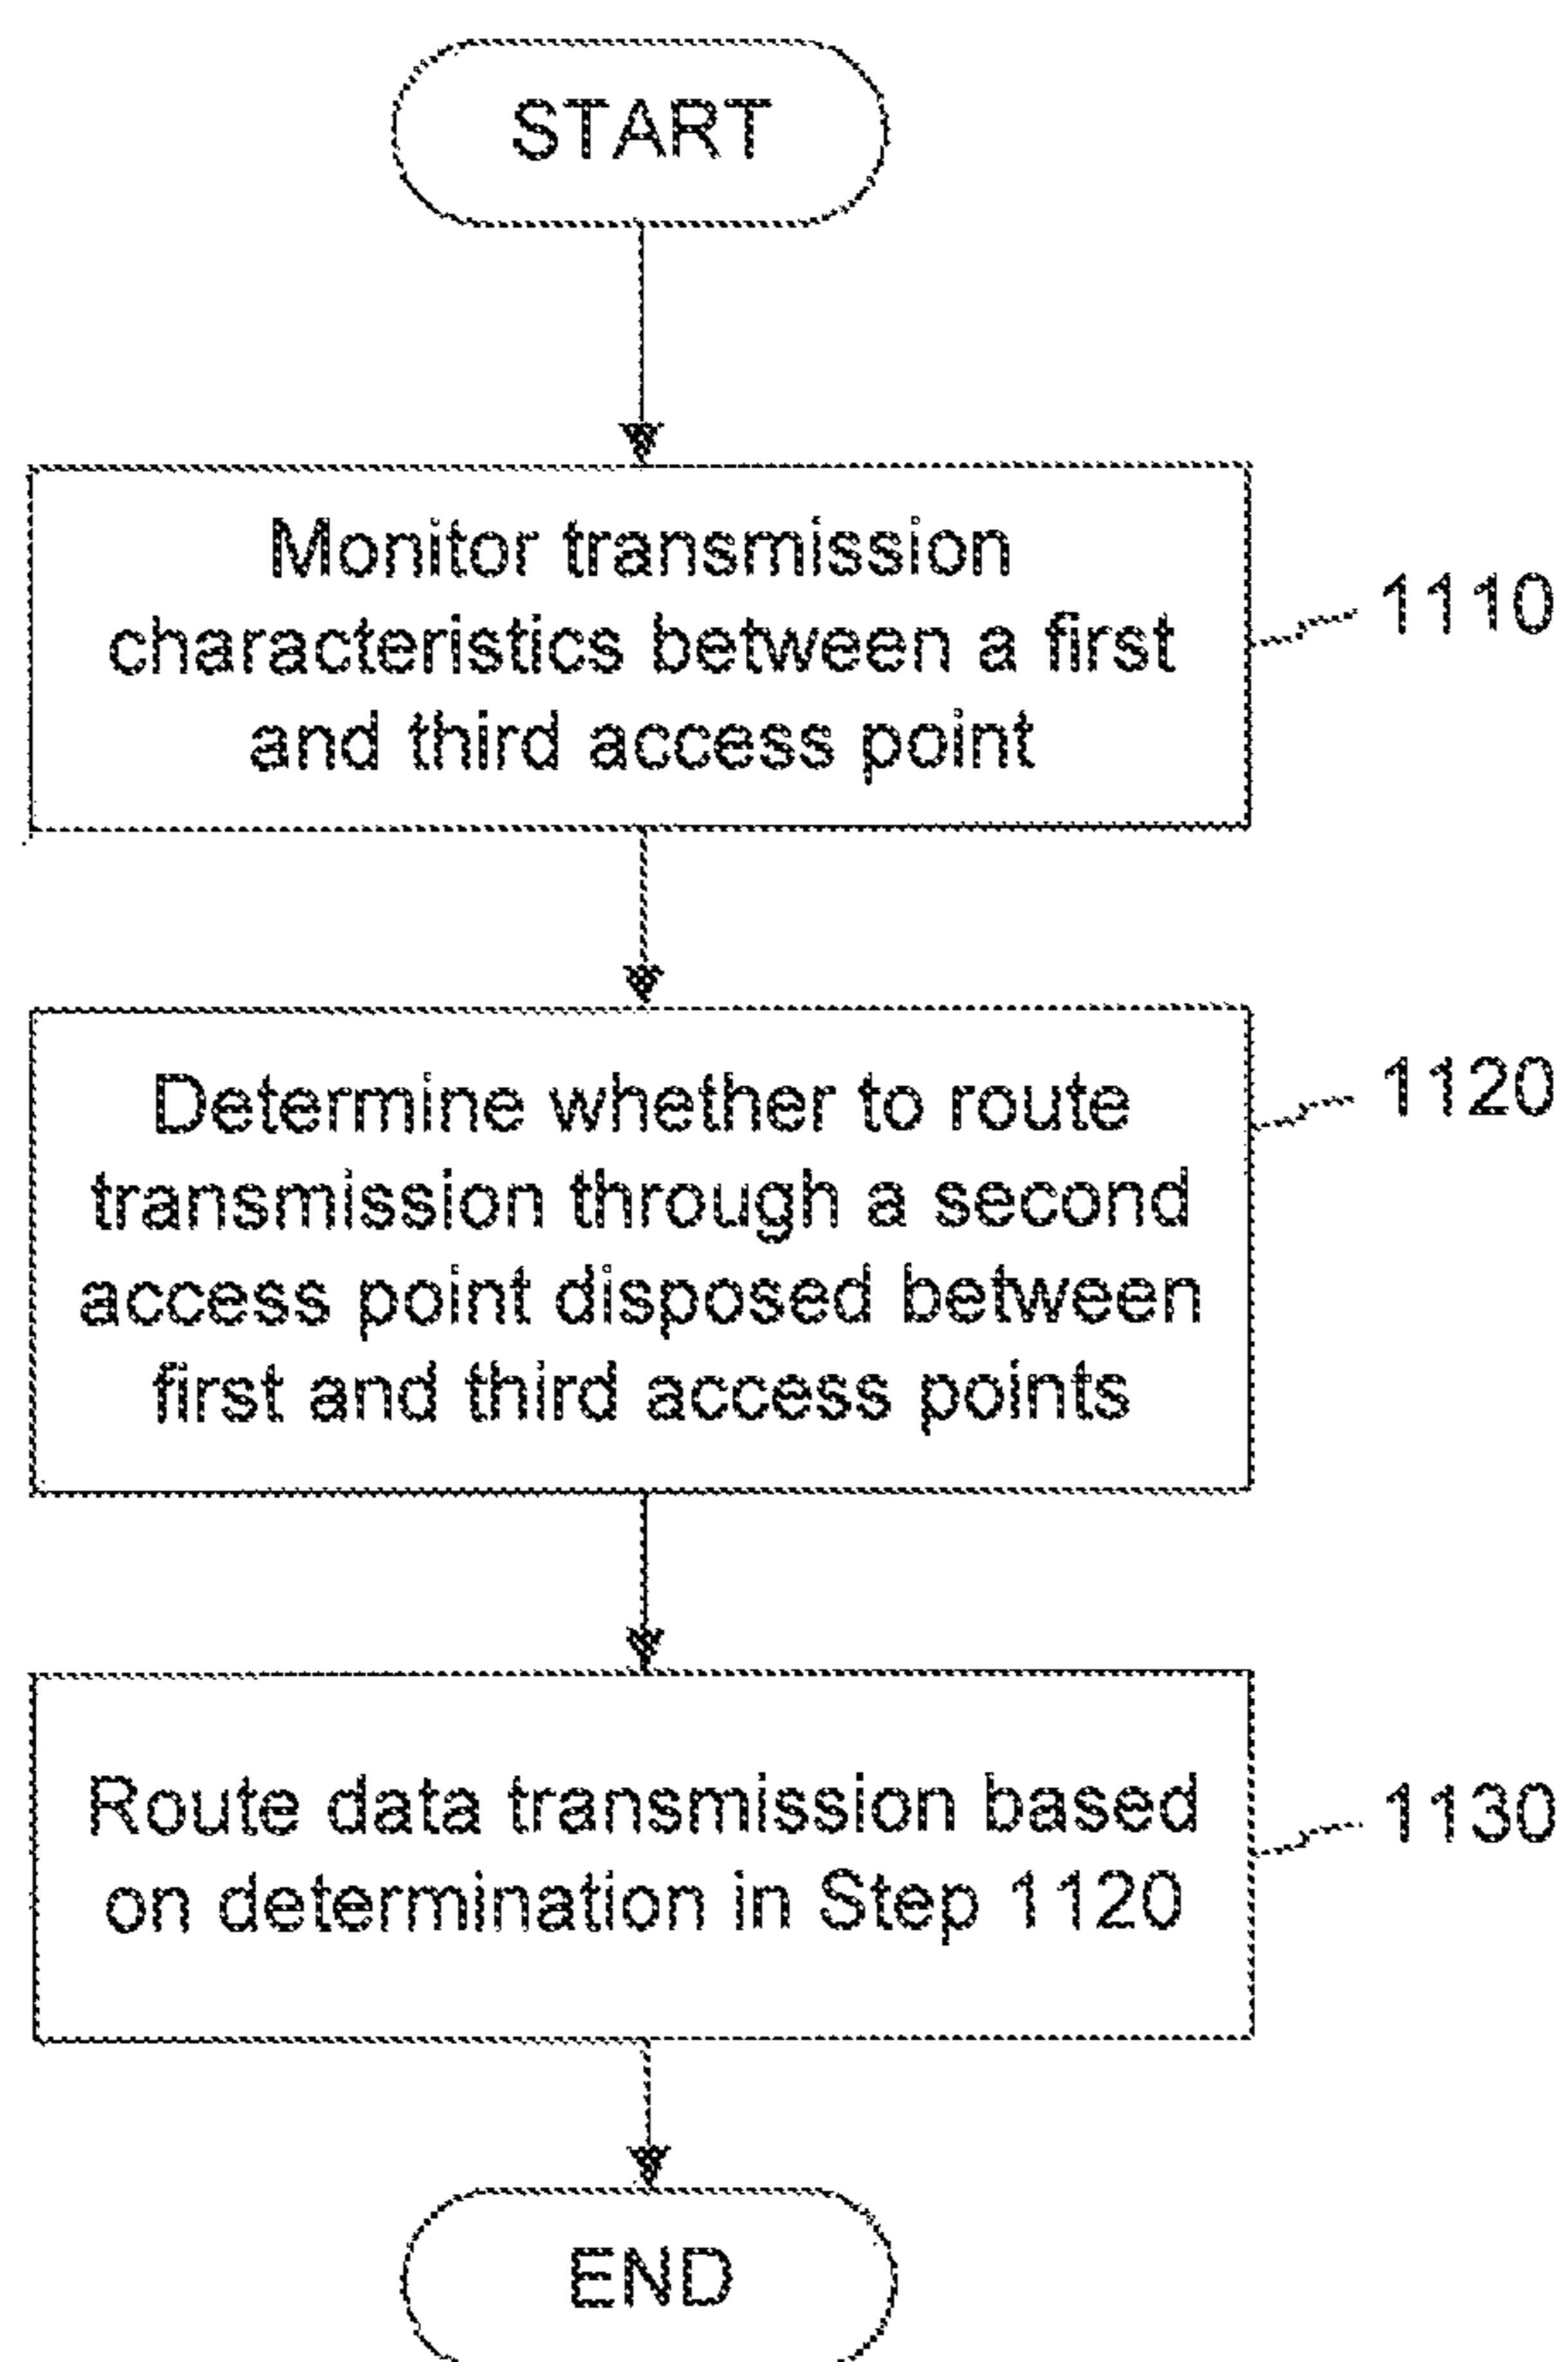 START
Monitor transmission
characteristics between a first
and third access point
1110
Determine whether to route
transmission through a second
access point disposed between
first and third access points
1120
Route data transmission based
on determination in Step 1120
1130
END